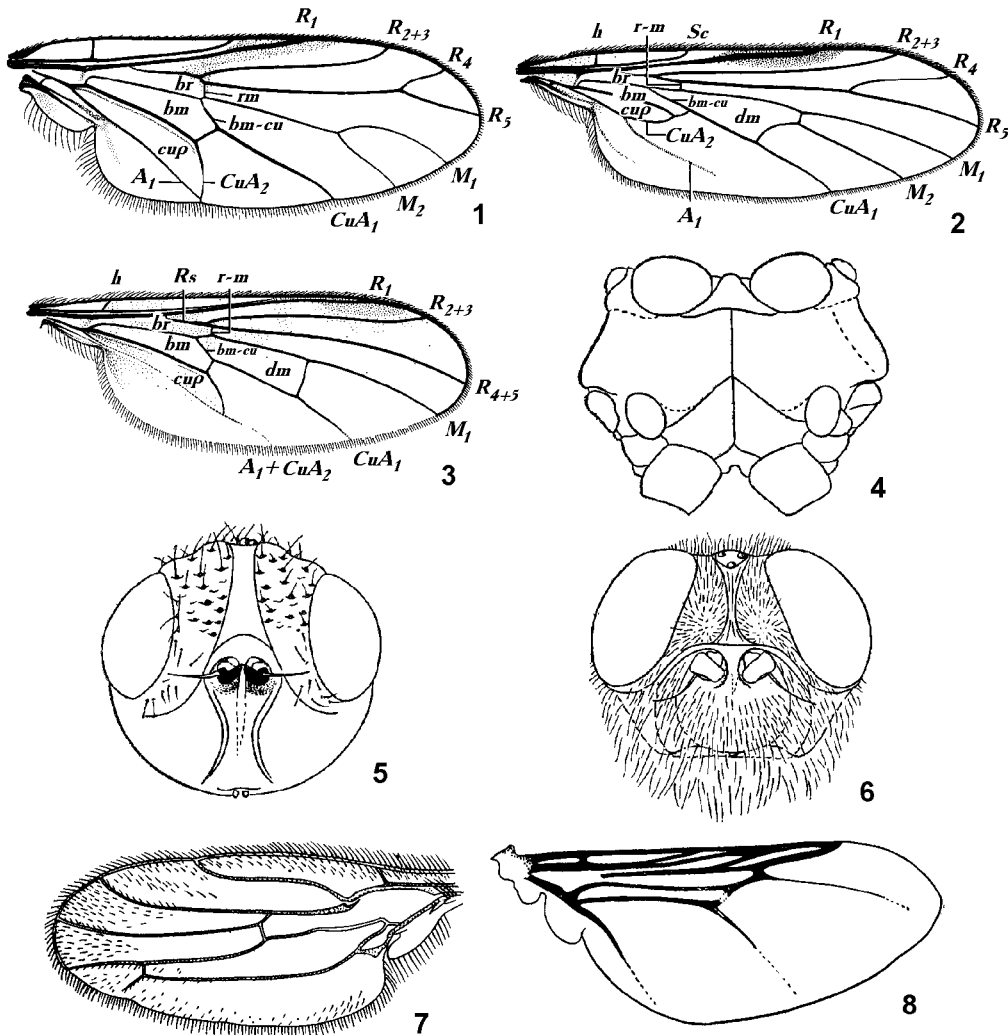 R1
R2+3
R4
br
rm
bm
bm-cu
R5
cup
A1
CuA2
M1
M2
CuA1
1
r-m
h
Sc
R1
R2+3
R4
br
bm
bm-cu
cup
dm
R5
CuA2
M1
A1
M2
CuA1
2
h
Rs
r-m
R1
R2+3
br
bm
bm-cu
dm
cup
R4+5
M1
CuA1
A1+CuA2
3
4
5
6
7
8